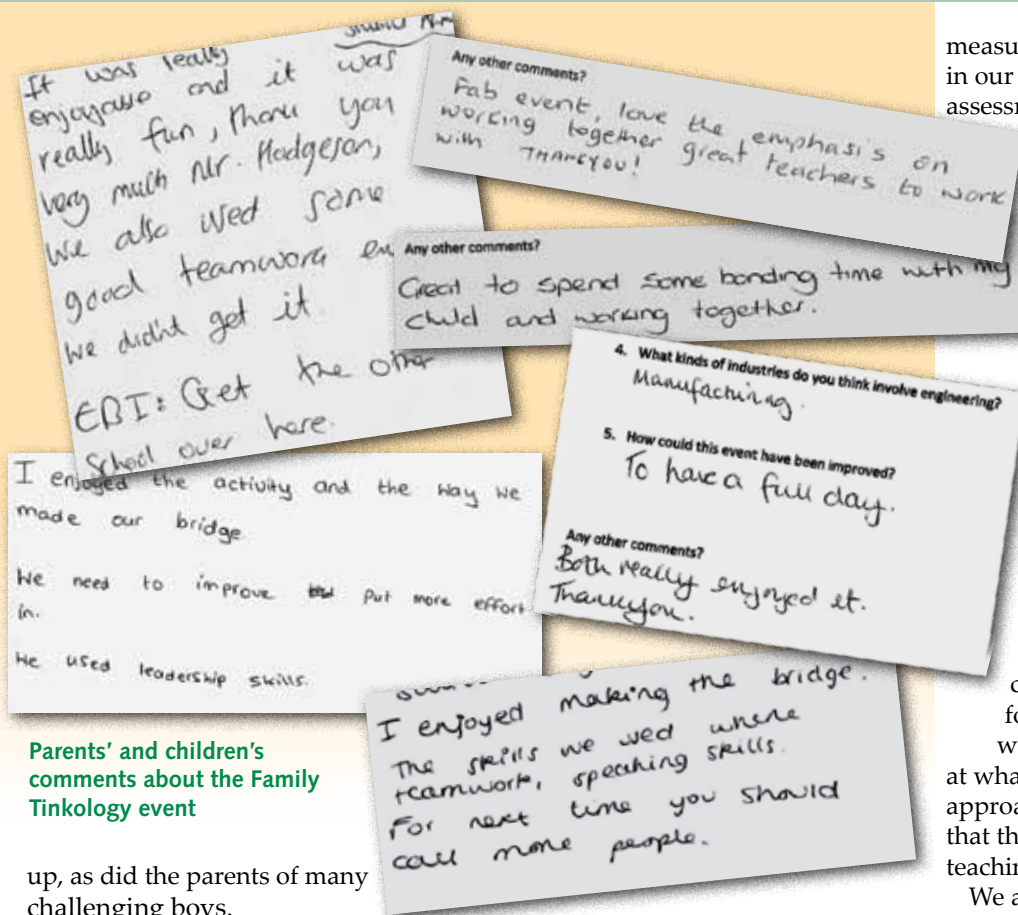 It was really
enjoyable and it was
really fun, thank you
very much Mr. Hodgeson,
we also used some
good teamwork
we didn't get it.
EBI: Get the other
School over here.
Any other comments?
Fab event, love the emphasis on
working together great teachers to work
with THANKYOU!
Any other comments?
Great to spend some bonding time with my
child and working together.
4. What kinds of industries do you think involve engineering?
Manufacturing.
5. How could this event have been improved?
To have a full day.
Any other comments?
Both really enjoyed it.
Thankyou.
I enjoyed the activity and the way we
made our bridge.
We need to improve put more effort
in.
We used leadership skills.
I enjoyed making the bridge.
The skills we used where
teamwork, speaking skills.
For next time you should
call more people.
Parents' and children's
comments about the Family
Tinkology event
up, as did the parents of many
challenging boys.
measu
in our
assessm
c
fo
w
at wha
approa
that th
teachin
We a